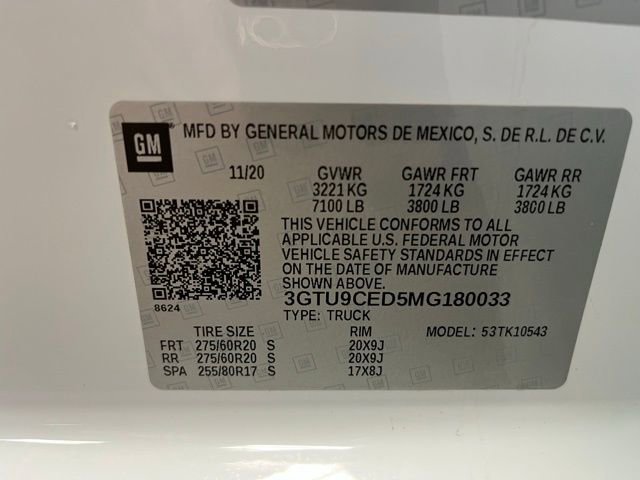 GM MFD BY GENERAL MOTORS DE MEXICO, S. DE R.L. DE C.V.
11/20 GVWR GAWR FRT GAWR RR
3221 KG 1724 KG 1724 KG
7100 LB 3800 LB 3800 LB
THIS VEHICLE CONFORMS TO ALL
APPLICABLE U.S. FEDERAL MOTOR
VEHICLE SAFETY STANDARDS IN EFFECT
ON THE DATE OF MANUFACTURE
SHOWN ABOVE.
8624
3GTU9CED5MG180033
TYPE: TRUCK
TIRE SIZE RIM MODEL: 53TK10543
FRT 275/60R20 S 20X9J
RR 275/60R20 S 20X9J
SPA 255/80R17 S 17X8J